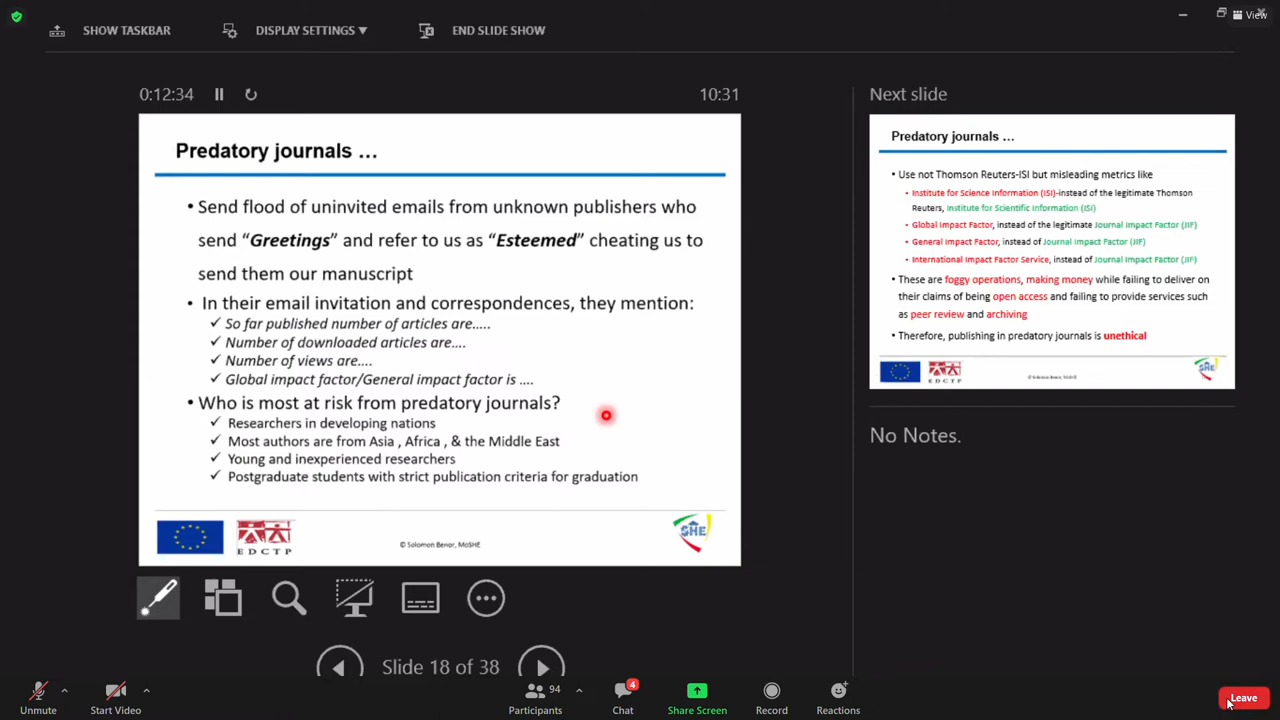 SHOW TASKBAR
DISPLAY SETTINGS ▼
END SLIDE SHOW
View
0:12:34
10:31
Predatory journals …
• Send flood of uninvited emails from unknown publishers who
send “Greetings” and refer to us as “Esteemed” cheating us to
send them our manuscript
• In their email invitation and correspondences, they mention:
✓ So far published number of articles are.....
✓ Number of downloaded articles are....
✓ Number of views are....
✓ Global impact factor/General impact factor is ....
• Who is most at risk from predatory journals?
✓ Researchers in developing nations
✓ Most authors are from Asia , Africa , & the Middle East
✓ Young and inexperienced researchers
✓ Postgraduate students with strict publication criteria for graduation
EDCTP
© Solomon Benor, MoSHE
SHE
Next slide
Predatory journals …
• Use not Thomson Reuters-ISI but misleading metrics like
• Institute for Science Information (ISI)-instead of the legitimate Thomson
Reuters, Institute for Scientific Information (ISI)
• Global Impact Factor, instead of the legitimate Journal Impact Factor (JIF)
• General Impact Factor, instead of Journal Impact Factor (JIF)
• International Impact Factor Service, instead of Journal Impact Factor (JIF)
• These are foggy operations, making money while failing to deliver on
their claims of being open access and failing to provide services such
as peer review and archiving
• Therefore, publishing in predatory journals is unethical
EDCTP
© Solomon Benor, MoSHE
SHE
No Notes.
Slide 18 of 38
Unmute
Start Video
94
Participants
4
Chat
Share Screen
Record
Reactions
Leave